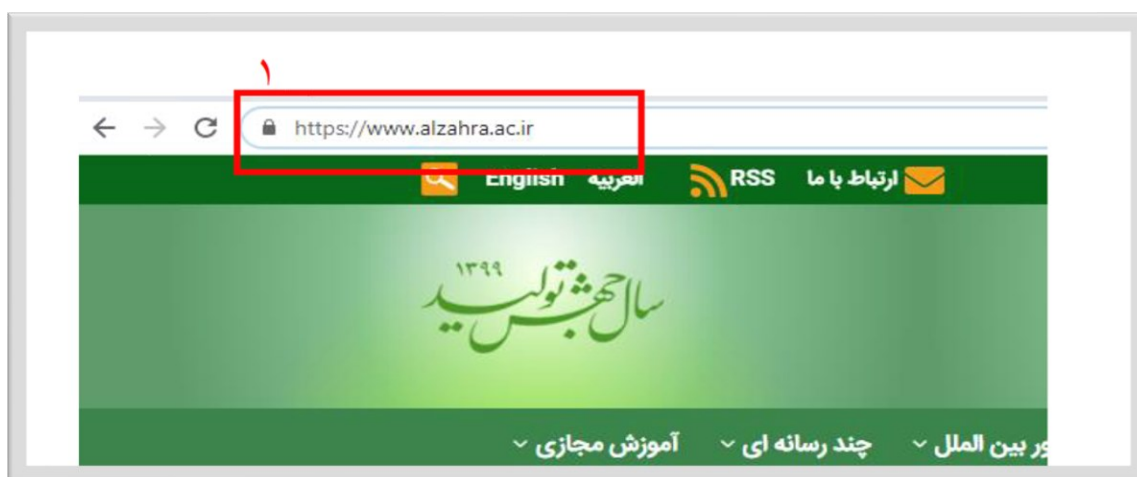 ۱
https://www.alzahra.ac.ir
ارتباط با ما RSS العربیه English
سال جهش تولید ۱۳۹۹
ور بین الملل چند رسانه ای آموزش مجازی